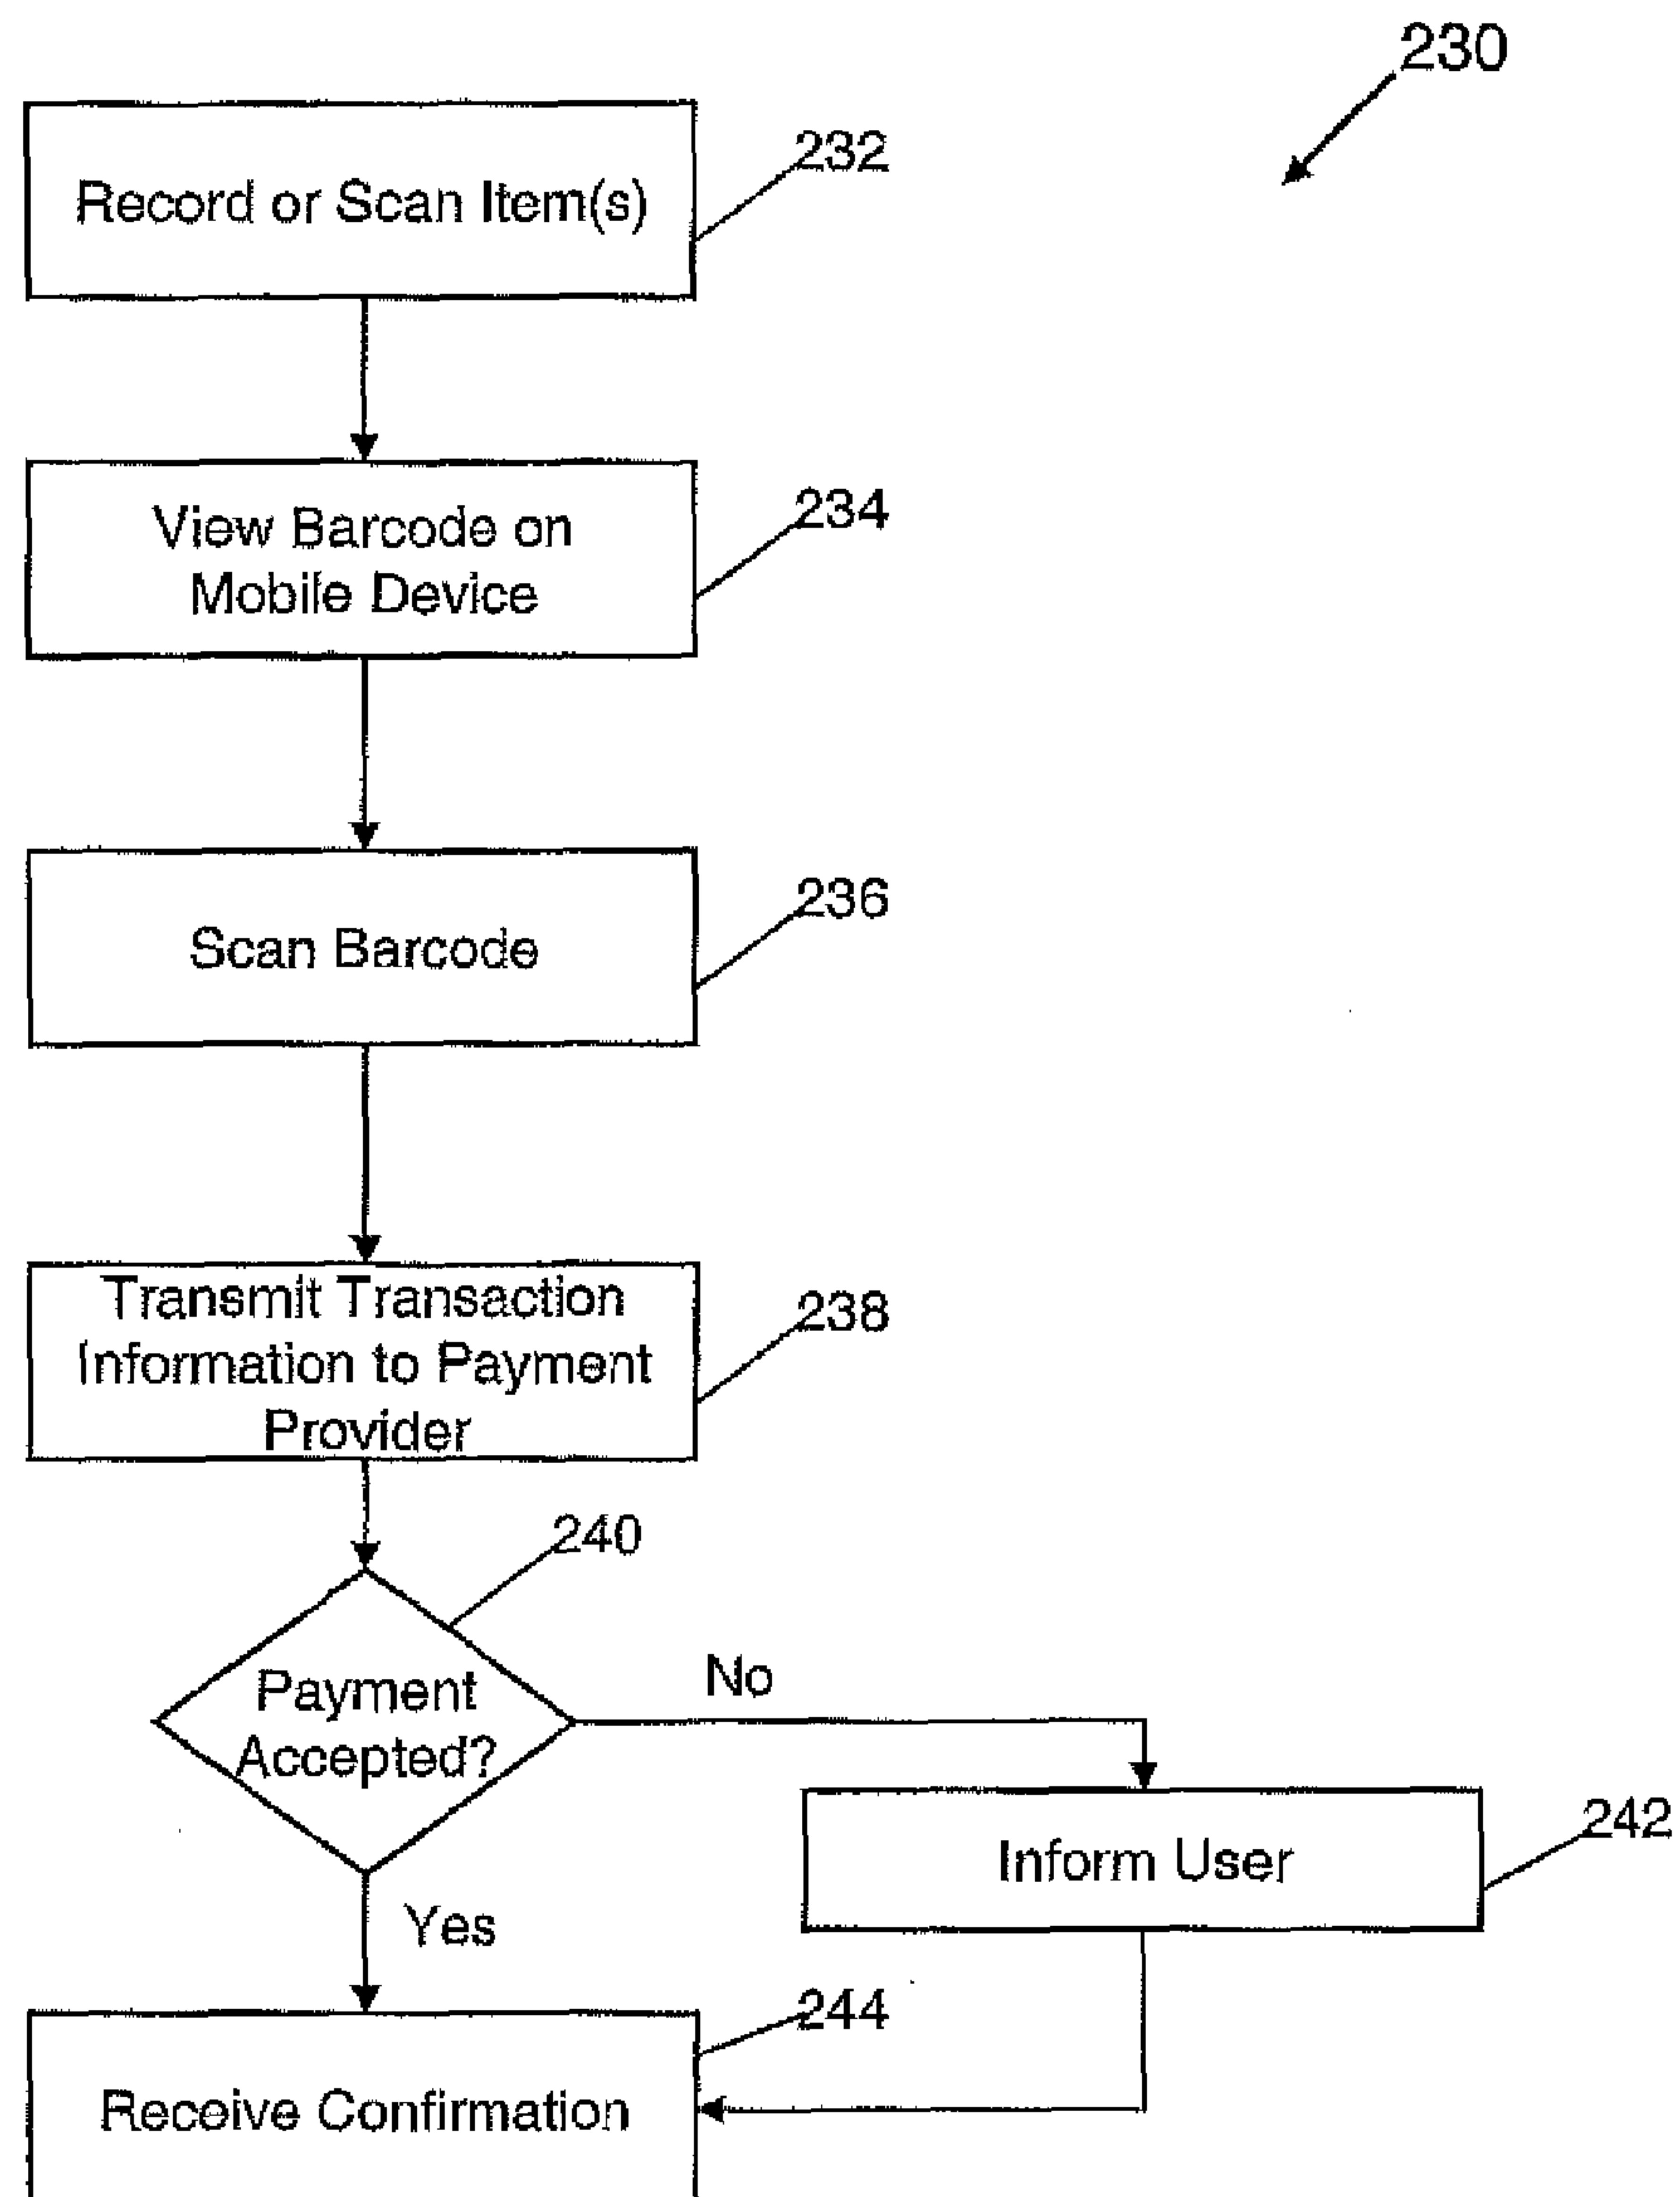 230
Record or Scan Item(s)
232
View Barcode on
Mobile Device
234
Scan Barcode
236
Transmit Transaction
Information to Payment
Provider
238
240
Payment
Accepted?
No
Inform User
242
Yes
244
Receive Confirmation